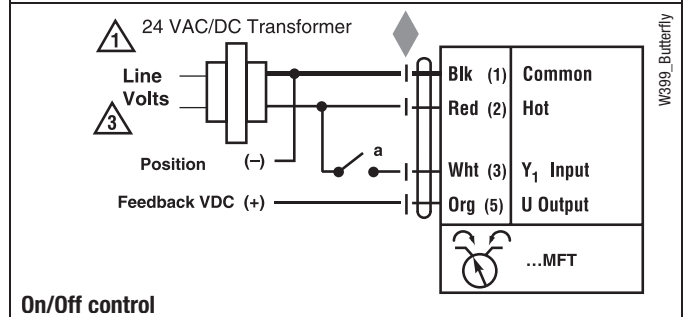 1 24 VAC/DC Transformer
Line
Volts
3
Position (–)
Feedback VDC (+)
a
Blk (1) Common
Red (2) Hot
Wht (3) Y1 Input
Org (5) U Output
...MFT
W399_Butterfly
On/Off control